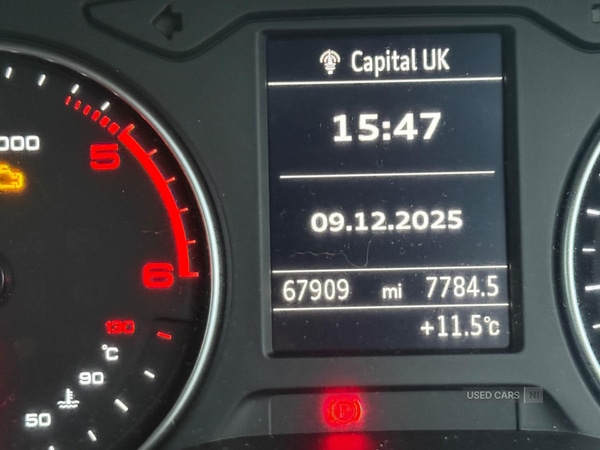 Capital UK
15:47
09.12.2025
67909 mi 7784.5
+11.5°C
000
5
6
130
°C
90
50
P
USED CARS NI